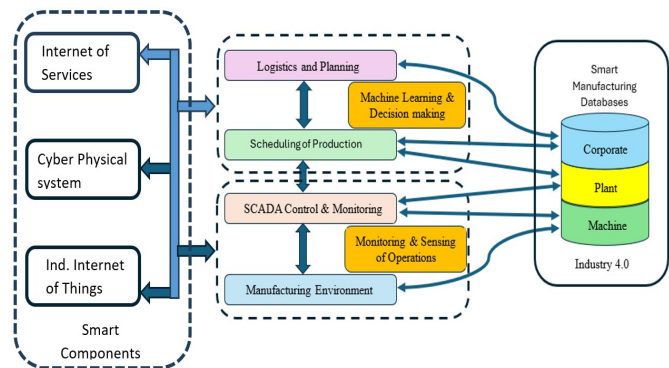 Internet of
Services
Cyber Physical
system
Ind. Internet
of Things
Smart
Components
Logistics and Planning
Machine Learning &
Decision making
Scheduling of Production
SCADA Control & Monitoring
Monitoring & Sensing
of Operations
Manufacturing Environment
Smart
Manufacturing
Databases
Corporate
Plant
Machine
Industry 4.0